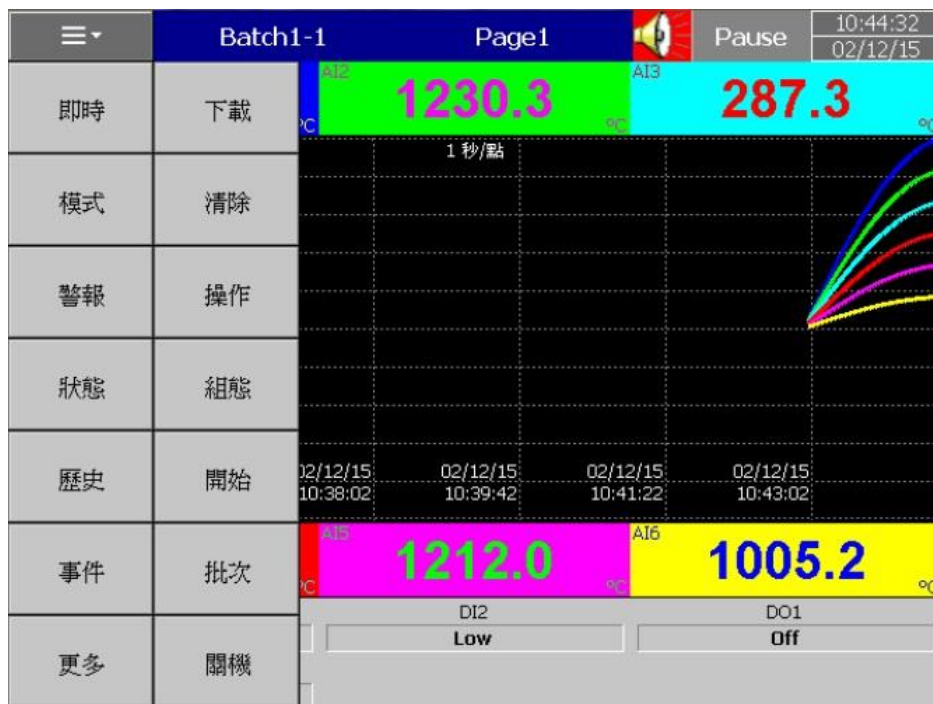 Batch1-1 Page1 Pause 10:44:32
02/12/15
即時 下載
AI2 1230.3 °C AI3 287.3 °C
°C
1 秒/點
模式 清除
警報 操作
狀態 組態
歷史 開始
02/12/15 02/12/15 02/12/15 02/12/15
10:38:02 10:39:42 10:41:22 10:43:02
事件 批次
°C AI5 1212.0 °C AI6 1005.2 °C
DI2 DO1
Low Off
更多 關機